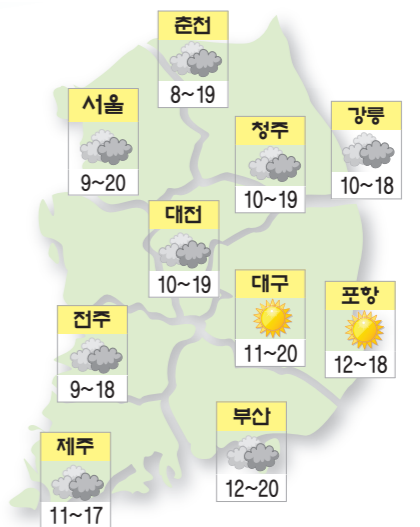 춘천
8~19
서울
9~20
청주
10~19
강릉
10~18
대전
10~19
대구
11~20
포항
12~18
전주
9~18
부산
12~20
제주
11~17